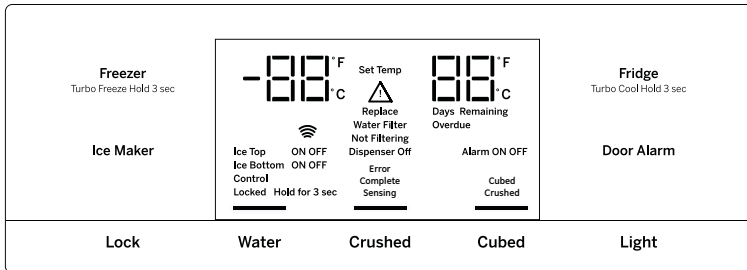 Freezer
Turbo Freeze Hold 3 sec
Ice Maker
-88 °F °C
Set Temp
!
88 °F °C
Replace
Water Filter
Not Filtering
Dispenser Off
Days Remaining
Overdue
Ice Top ON OFF
Ice Bottom ON OFF
Control
Locked Hold for 3 sec
Error
Complete
Sensing
Alarm ON OFF
Cubed
Crushed
Fridge
Turbo Cool Hold 3 sec
Door Alarm
Lock Water Crushed Cubed Light